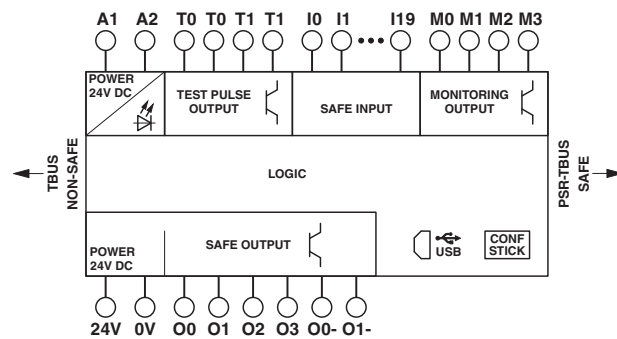 A1 A2 T0 T0 T1 T1 I0 I1 I19 M0 M1 M2 M3
POWER
24V DC
TEST PULSE
OUTPUT
SAFE INPUT
MONITORING
OUTPUT
TBUS
NON-SAFE
LOGIC
PSR-TBUS
SAFE
POWER
24V DC
SAFE OUTPUT
USB
CONF
STICK
24V 0V O0 O1 O2 O3 O0- O1-